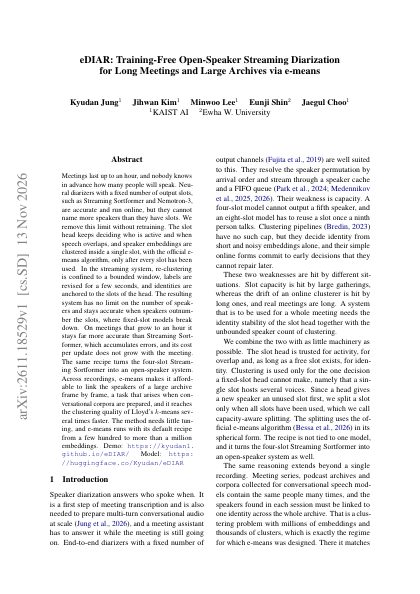 eDIAR: Training-Free Open-Speaker Streaming Diarization
for Long Meetings and Large Archives via e-means
Kyudan Jung¹ Jihwan Kim¹ Minwoo Lee¹ Eunji Shin² Jaegul Choo¹
¹KAIST AI ²Ewha W. University
arXiv:2611.18529v1 [cs.SD] 13 Nov 2026
Abstract
Meetings last up to an hour, and nobody knows
in advance how many people will speak. Neu-
ral diarizers with a fixed number of output slots,
such as Streaming Sortformer and Nemotron-3,
are accurate and run online, but they cannot
name more speakers than they have slots. We
remove this limit without retraining. The slot
head keeps deciding who is active and when
speech overlaps, and speaker embeddings are
clustered inside a single slot, with the official e-
means algorithm, only after every slot has been
used. In the streaming system, re-clustering
is confined to a bounded window, labels are
revised for a few seconds, and identities are
anchored to the slots of the head. The resulting
system has no limit on the number of speak-
ers and stays accurate when speakers outnum-
ber the slots, where fixed-slot models break
down. On meetings that grow to an hour it
stays far more accurate than Streaming Sort-
former, which accumulates errors, and its cost
per update does not grow with the meeting.
The same recipe turns the four-slot Stream-
ing Sortformer into an open-speaker system.
Across recordings, e-means makes it afford-
able to link the speakers of a large archive
frame by frame, a task that arises when con-
versational corpora are prepared, and it reaches
the clustering quality of Lloyd's k-means sev-
eral times faster. The method needs little tun-
ing, and e-means runs with its default recipe
from a few hundred to more than a million
embeddings. Demo: https://kyudan1.
github.io/eDIAR/ Model: https:
//huggingface.co/Kyudan/eDIAR
1 Introduction
Speaker diarization answers who spoke when. It
is a first step of meeting transcription and is also
needed to prepare multi-turn conversational audio
at scale (Jung et al., 2026), and a meeting assistant
has to answer it while the meeting is still going
on. End-to-end diarizers with a fixed number of
output channels (Fujita et al., 2019) are well suited
to this. They resolve the speaker permutation by
arrival order and stream through a speaker cache
and a FIFO queue (Park et al., 2024; Medennikov
et al., 2025, 2026). Their weakness is capacity. A
four-slot model cannot output a fifth speaker, and
an eight-slot model has to reuse a slot once a ninth
person talks. Clustering pipelines (Bredin, 2023)
have no such cap, but they decide identity from
short and noisy embeddings alone, and their simple
online forms commit to early decisions that they
cannot repair later.
These two weaknesses are hit by different situ-
ations. Slot capacity is hit by large gatherings,
whereas the drift of an online clusterer is hit by
long ones, and real meetings are long. A system
that is to be used for a whole meeting needs the
identity stability of the slot head together with the
unbounded speaker count of clustering.
We combine the two with as little machinery as
possible. The slot head is trusted for activity, for
overlap and, as long as a free slot exists, for iden-
tity. Clustering is used only for the one decision
a fixed-slot head cannot make, namely that a sin-
gle slot hosts several voices. Since a head gives
a new speaker an unused slot first, we split a slot
only when all slots have been used, which we call
capacity-aware splitting. The splitting uses the of-
ficial e-means algorithm (Bessa et al., 2026) in its
spherical form. The recipe is not tied to one model,
and it turns the four-slot Streaming Sortformer into
an open-speaker system as well.
The same reasoning extends beyond a single
recording. Meeting series, podcast archives and
corpora collected for conversational speech mod-
els contain the same people many times, and the
speakers found in each session must be linked to
one identity across the whole archive. That is a clus-
tering problem with millions of embeddings and
thousands of clusters, which is exactly the regime
for which e-means was designed. There it matches